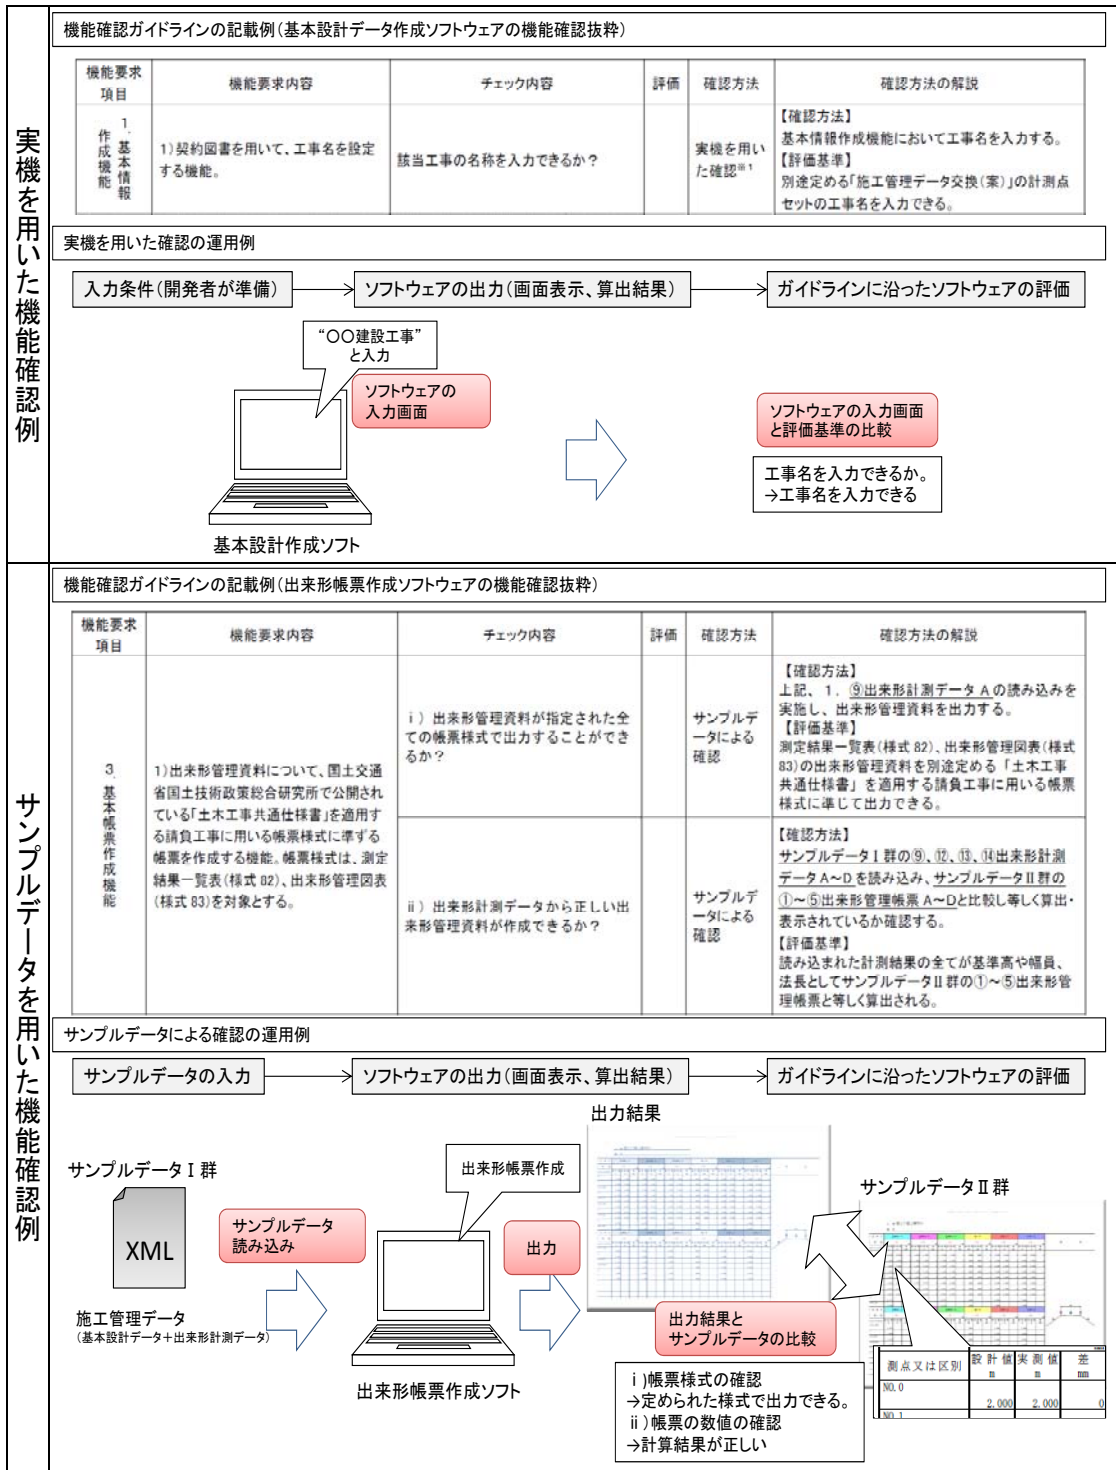 実機を用いた機能確認例
機能確認ガイドラインの記載例（基本設計データ作成ソフトウェアの機能確認抜粋）
機能要求
項目
機能要求内容
チェック内容
評価
確認方法
確認方法の解説
1．基本情報
作成機能
1）契約図書を用いて、工事名を設定
する機能。
該当工事の名称を入力できるか？
実機を用い
た確認※1
【確認方法】
基本情報作成機能において工事名を入力する。
【評価基準】
別途定める「施工管理データ交換（案）」の計測点
セットの工事名を入力できる。
実機を用いた確認の運用例
入力条件（開発者が準備）
ソフトウェアの出力（画面表示、算出結果）
ガイドラインに沿ったソフトウェアの評価
“〇〇建設工事”
と入力
ソフトウェアの
入力画面
基本設計作成ソフト
ソフトウェアの入力画面
と評価基準の比較
工事名を入力できるか。
→工事名を入力できる
サンプルデータを用いた機能確認例
機能確認ガイドラインの記載例（出来形帳票作成ソフトウェアの機能確認抜粋）
機能要求
項目
機能要求内容
チェック内容
評価
確認方法
確認方法の解説
3．基本帳票作成機能
1）出来形管理資料について、国土交通
省国土技術政策総合研究所で公開され
ている「土木工事共通仕様書」を適用す
る請負工事に用いる帳票様式に準ずる
帳票を作成する機能。帳票様式は、測定
結果一覧表（様式 82）、出来形管理図表
（様式 83）を対象とする。
ⅰ）出来形管理資料が指定された全
ての帳票様式で出力することができ
るか？
サンプルデ
ータによる
確認
【確認方法】
上記、1．⑨出来形計測データ A の読み込みを
実施し、出来形管理資料を出力する。
【評価基準】
測定結果一覧表（様式 82）、出来形管理図表（様式
83）の出来形管理資料を別途定める「土木工事
共通仕様書」を適用する請負工事に用いる帳票
様式に準じて出力できる。
ⅱ）出来形計測データから正しい出
来形管理資料が作成できるか？
サンプルデ
ータによる
確認
【確認方法】
サンプルデータⅠ群の⑨、⑫、⑬、⑭出来形計測
データ A～D を読み込み、サンプルデータⅡ群の
①～⑤出来形管理帳票 A～D と比較し等しく算出・
表示されているか確認する。
【評価基準】
読み込まれた計測結果の全てが基準高や幅員、
法長としてサンプルデータⅡ群の①～⑤出来形管
理帳票と等しく算出される。
サンプルデータによる確認の運用例
サンプルデータの入力
ソフトウェアの出力（画面表示、算出結果）
ガイドラインに沿ったソフトウェアの評価
出力結果
サンプルデータⅠ群
XML
施工管理データ
（基本設計データ+出来形計測データ）
サンプルデータ
読み込み
出来形帳票作成
出来形帳票作成ソフト
出力
サンプルデータⅡ群
出力結果と
サンプルデータの比較
ⅰ）帳票様式の確認
→定められた様式で出力できる。
ⅱ）帳票の数値の確認
→計算結果が正しい
測点又は区別
設計値
m
実測値
m
差
mm
NO.0
2.000
2.000
0
NO.1